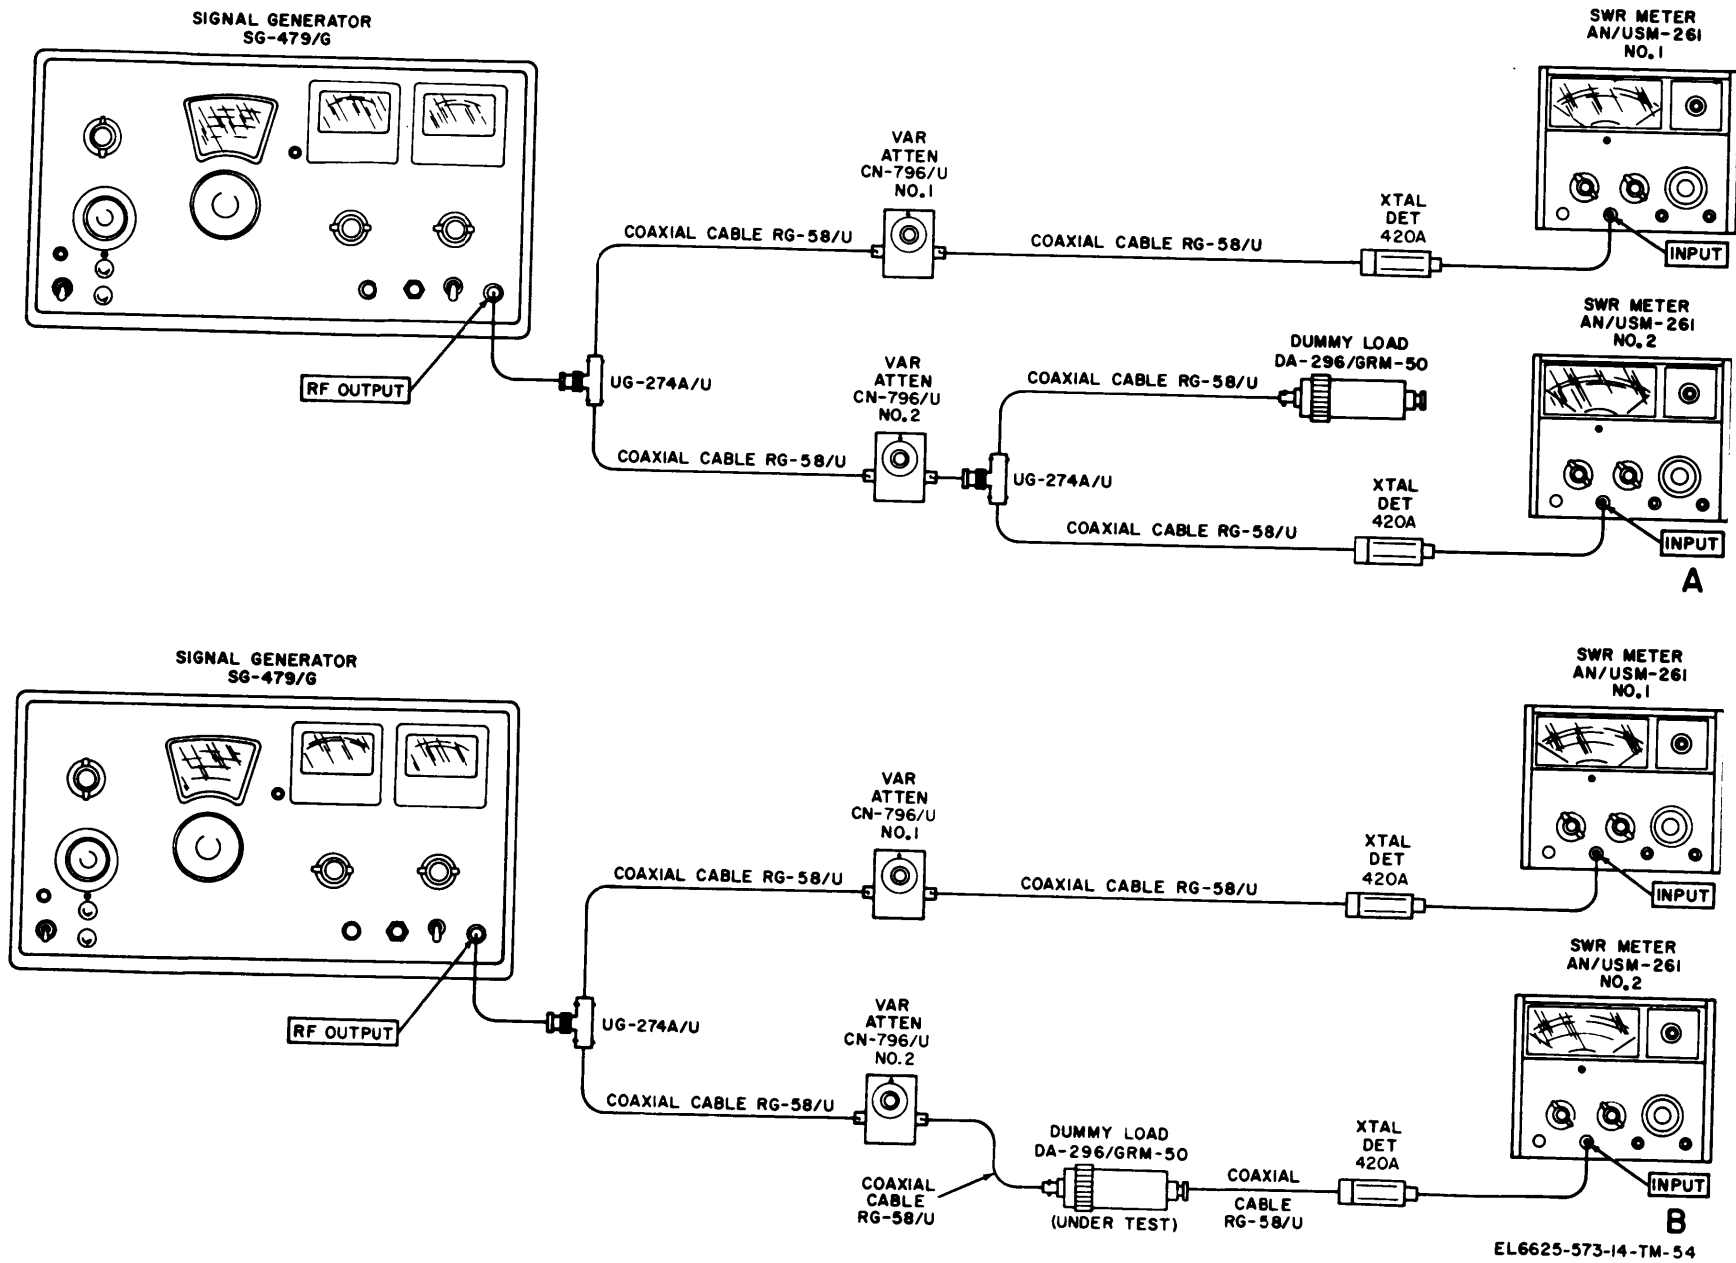 SIGNAL GENERATOR
SG-479/G
SWR METER
AN/USM-261
NO.1
VAR
ATTEN
CN-796/U
NO.1
COAXIAL CABLE RG-58/U
COAXIAL CABLE RG-58/U
XTAL
DET
420A
INPUT
RF OUTPUT
UG-274A/U
VAR
ATTEN
CN-796/U
NO.2
COAXIAL CABLE RG-58/U
COAXIAL CABLE RG-58/U
DUMMY LOAD
DA-296/GRM-50
SWR METER
AN/USM-261
NO.2
UG-274A/U
COAXIAL CABLE RG-58/U
XTAL
DET
420A
INPUT
A
SIGNAL GENERATOR
SG-479/G
SWR METER
AN/USM-261
NO.1
VAR
ATTEN
CN-796/U
NO.1
COAXIAL CABLE RG-58/U
COAXIAL CABLE RG-58/U
XTAL
DET
420A
INPUT
RF OUTPUT
UG-274A/U
VAR
ATTEN
CN-796/U
NO.2
COAXIAL CABLE RG-58/U
COAXIAL
CABLE
RG-58/U
DUMMY LOAD
DA-296/GRM-50
(UNDER TEST)
COAXIAL
CABLE
RG-58/U
XTAL
DET
420A
SWR METER
AN/USM-261
NO.2
INPUT
B
EL6625-573-14-TM-54